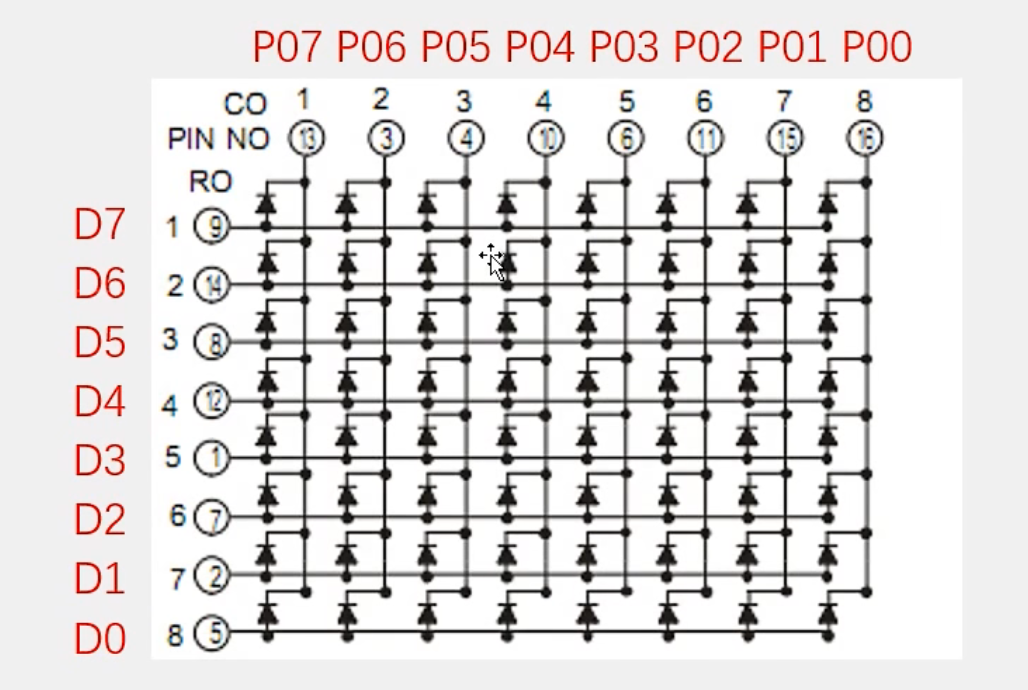 P07 P06 P05 P04 P03 P02 P01 P00
CO 1 2 3 4 5 6 7 8
PIN NO 13 3 4 10 6 11 15 16
RO
D7 1 9
D6 2 14
D5 3 8
D4 4 12
D3 5 1
D2 6 7
D1 7 2
D0 8 5